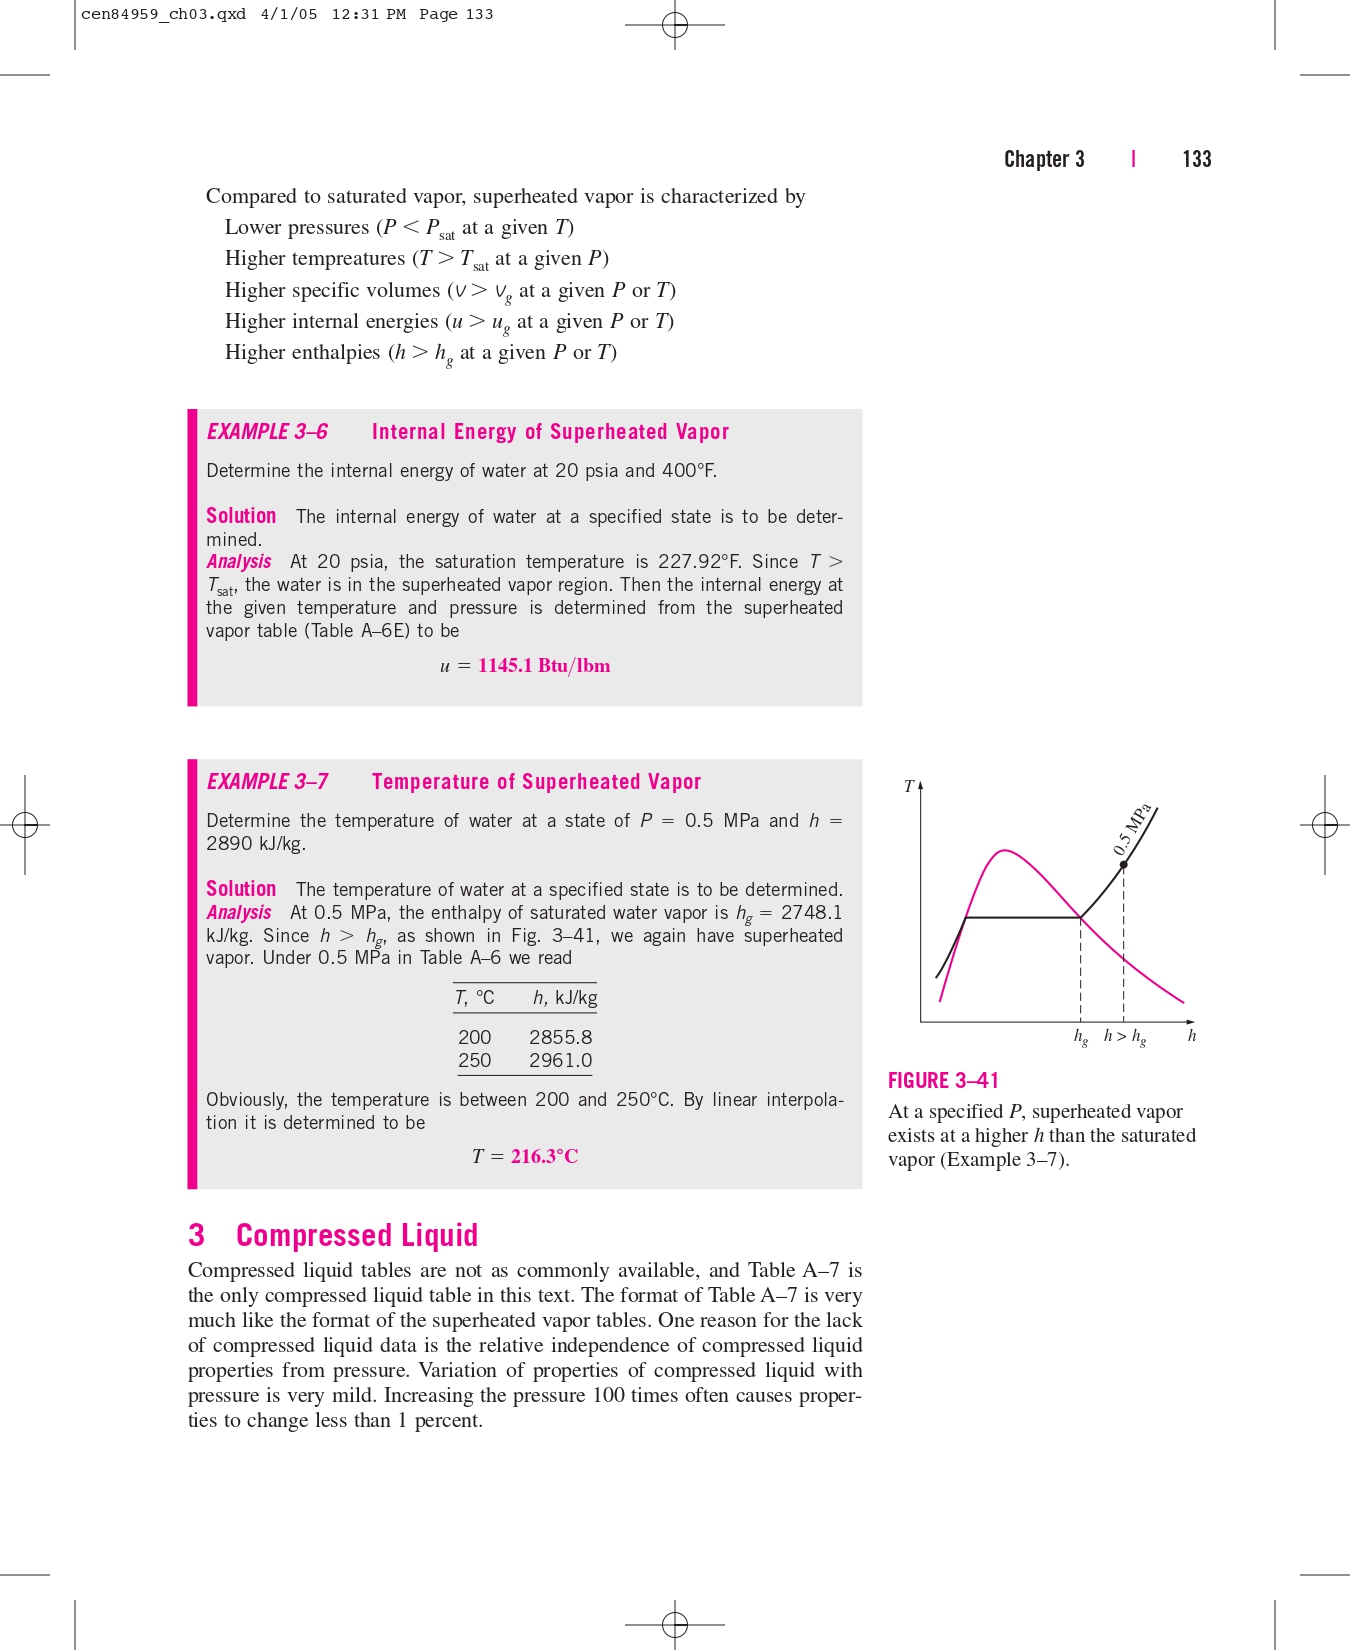 cen84959_ch03.qxd 4/1/05 12:31 PM Page 133
Chapter 3 | 133
Compared to saturated vapor, superheated vapor is characterized by
Lower pressures (P < Psat at a given T)
Higher tempreatures (T > Tsat at a given P)
Higher specific volumes (v > vg at a given P or T)
Higher internal energies (u > ug at a given P or T)
Higher enthalpies (h > hg at a given P or T)
EXAMPLE 3–6 Internal Energy of Superheated Vapor
Determine the internal energy of water at 20 psia and 400°F.
Solution The internal energy of water at a specified state is to be deter-
mined.
Analysis At 20 psia, the saturation temperature is 227.92°F. Since T >
Tsat, the water is in the superheated vapor region. Then the internal energy at
the given temperature and pressure is determined from the superheated
vapor table (Table A–6E) to be
u = 1145.1 Btu/lbm
EXAMPLE 3–7 Temperature of Superheated Vapor
Determine the temperature of water at a state of P = 0.5 MPa and h =
2890 kJ/kg.
Solution The temperature of water at a specified state is to be determined.
Analysis At 0.5 MPa, the enthalpy of saturated water vapor is hg = 2748.1
kJ/kg. Since h > hg, as shown in Fig. 3–41, we again have superheated
vapor. Under 0.5 MPa in Table A–6 we read
T, °C h, kJ/kg
200 2855.8
250 2961.0
Obviously, the temperature is between 200 and 250°C. By linear interpola-
tion it is determined to be
T = 216.3°C
T
0.5 MPa
hg h > hg h
FIGURE 3–41
At a specified P, superheated vapor
exists at a higher h than the saturated
vapor (Example 3–7).
3 Compressed Liquid
Compressed liquid tables are not as commonly available, and Table A–7 is
the only compressed liquid table in this text. The format of Table A–7 is very
much like the format of the superheated vapor tables. One reason for the lack
of compressed liquid data is the relative independence of compressed liquid
properties from pressure. Variation of properties of compressed liquid with
pressure is very mild. Increasing the pressure 100 times often causes proper-
ties to change less than 1 percent.